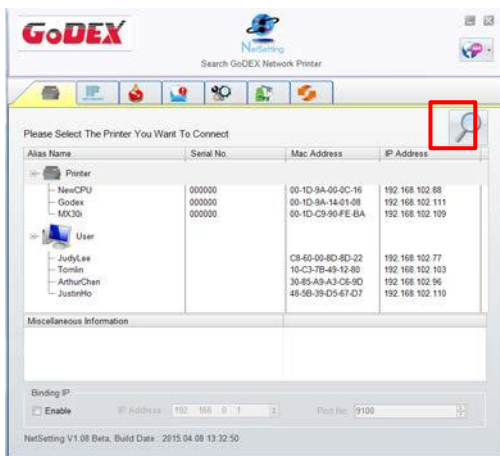 GoDEX
NetSetting
Search GoDEX Network Printer
IP
Please Select The Printer You Want To Connect
Alias Name Serial No. Mac Address IP Address
Printer
NewCPU 000000 00-1D-9A-00-0C-16 192.168.102.88
Godex 000000 00-1D-9A-14-01-08 192.168.102.111
MX30i 000000 00-1D-C9-90-FE-BA 192.168.102.109
User
JudyLee C8-60-00-8D-8D-22 192.168.102.77
Tomlin 10-C3-7B-49-12-80 192.168.102.103
ArthurChen 30-85-A9-A3-C6-9D 192.168.102.96
JustinHo 48-5B-39-D5-67-D7 192.168.102.110
Miscellaneous Information
Binding IP
Enable IP Address: 192 . 168 . 0 . 1 Port No: 9100
NetSetting V1.08 Beta, Build Date : 2015.04.08 13:32:50